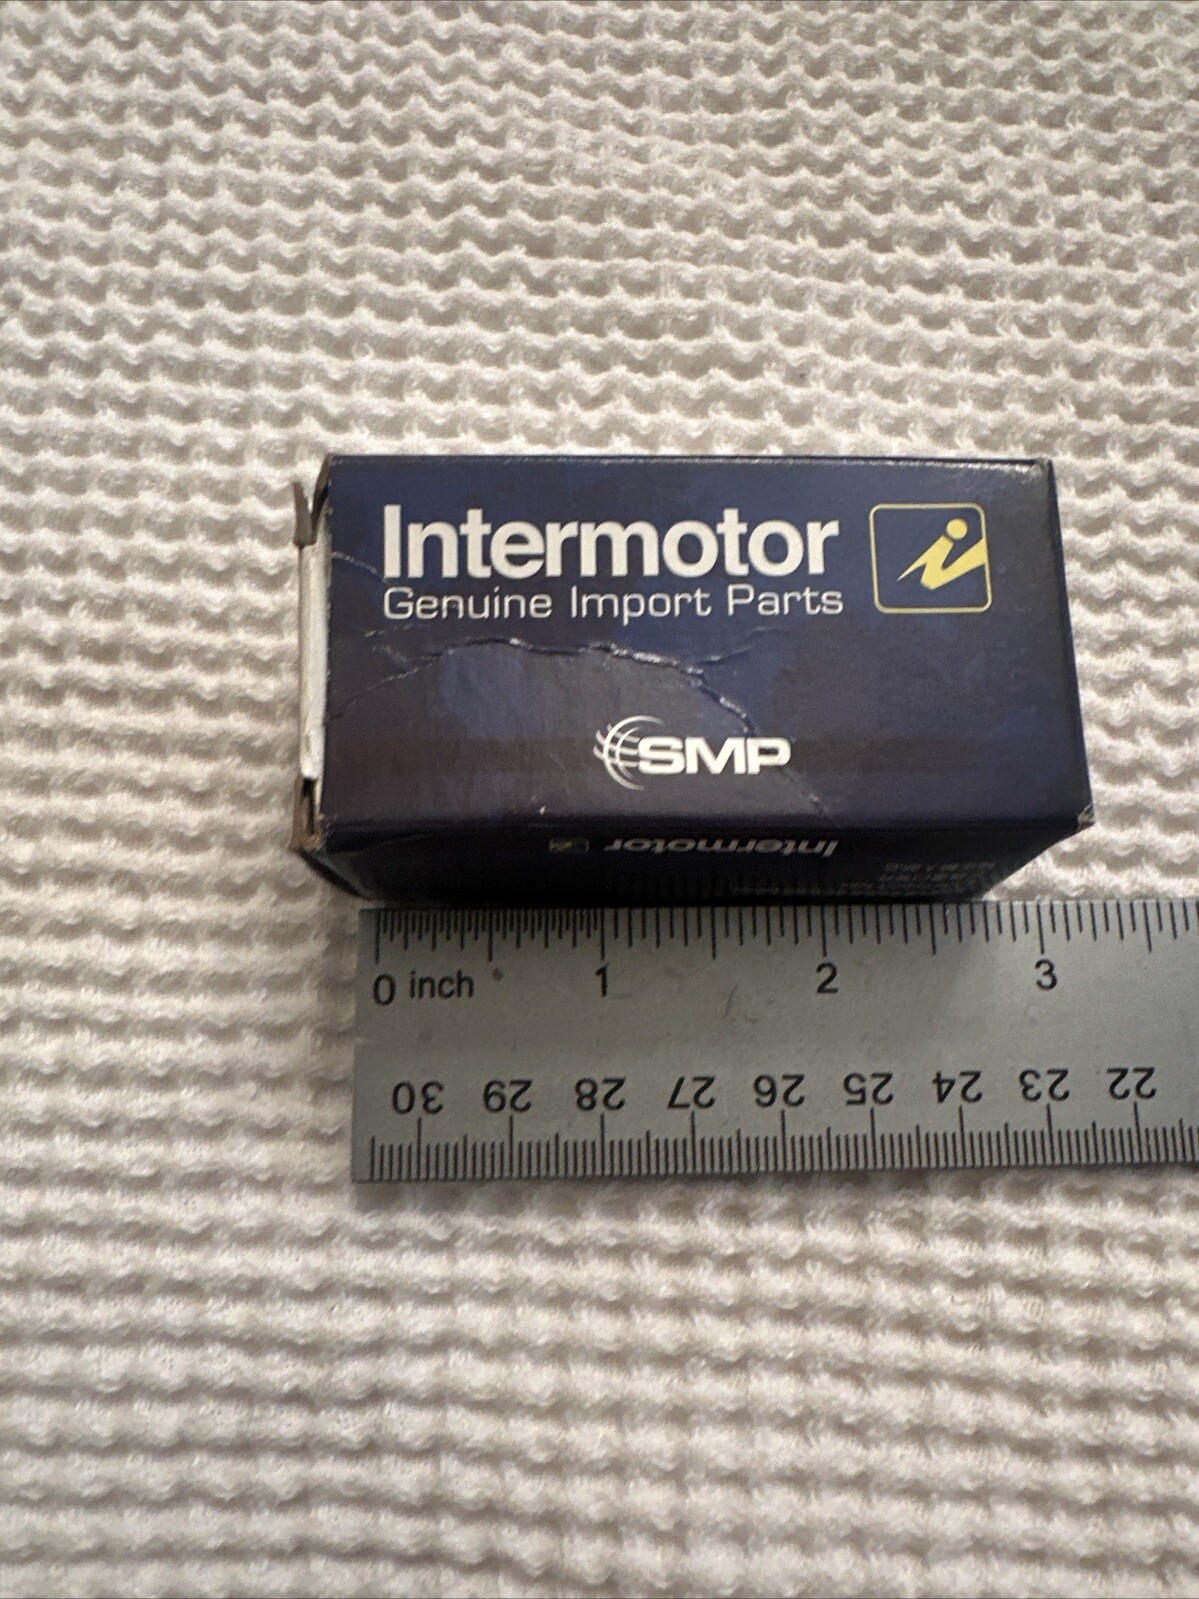 Intermotor
Genuine Import Parts
SMP
Intermotor
0 inch 1 2 3
30 29 28 27 26 25 24 23 22